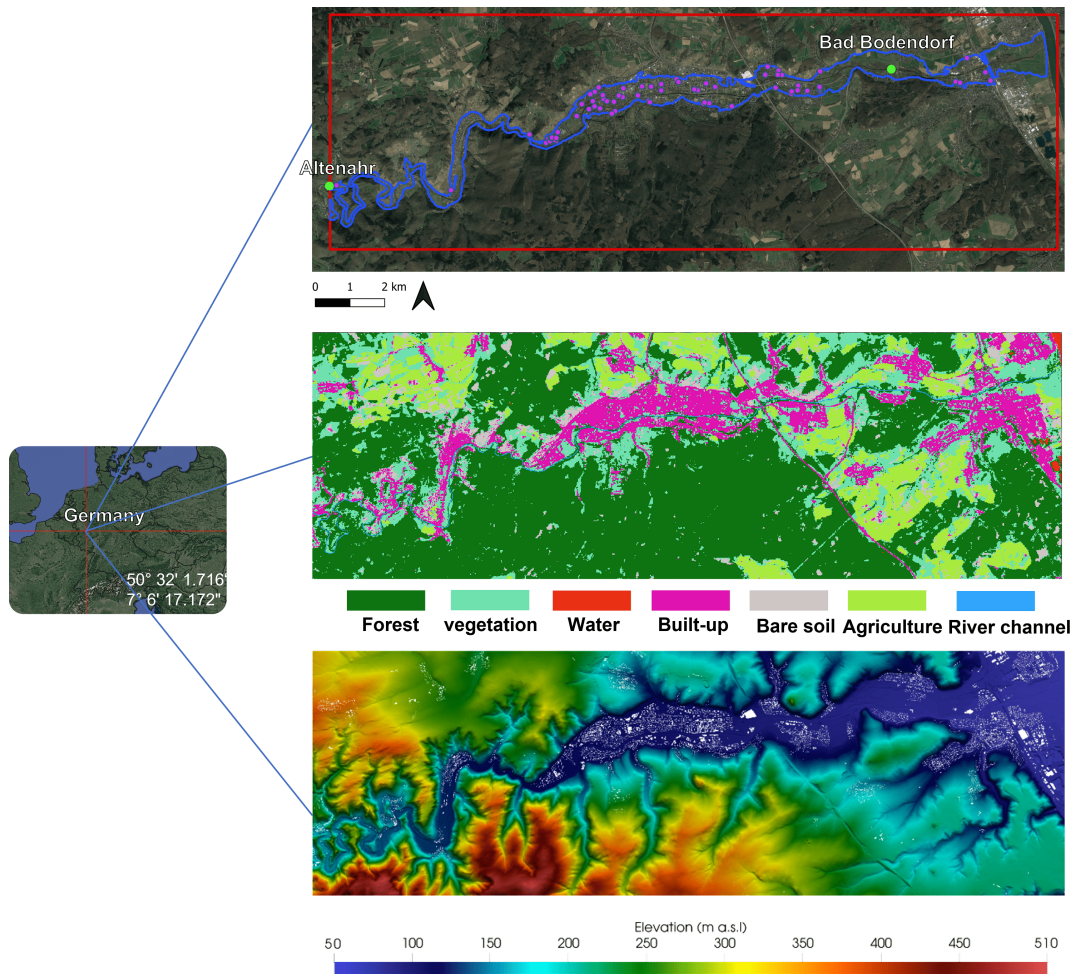 Bad Bodendorf
Altenahr
0 1 2 km
Germany
50° 32' 1.716"
7° 6' 17.172"
Forest vegetation Water Built-up Bare soil Agriculture River channel
Elevation (m a.s.l)
50 100 150 200 250 300 350 400 450 510